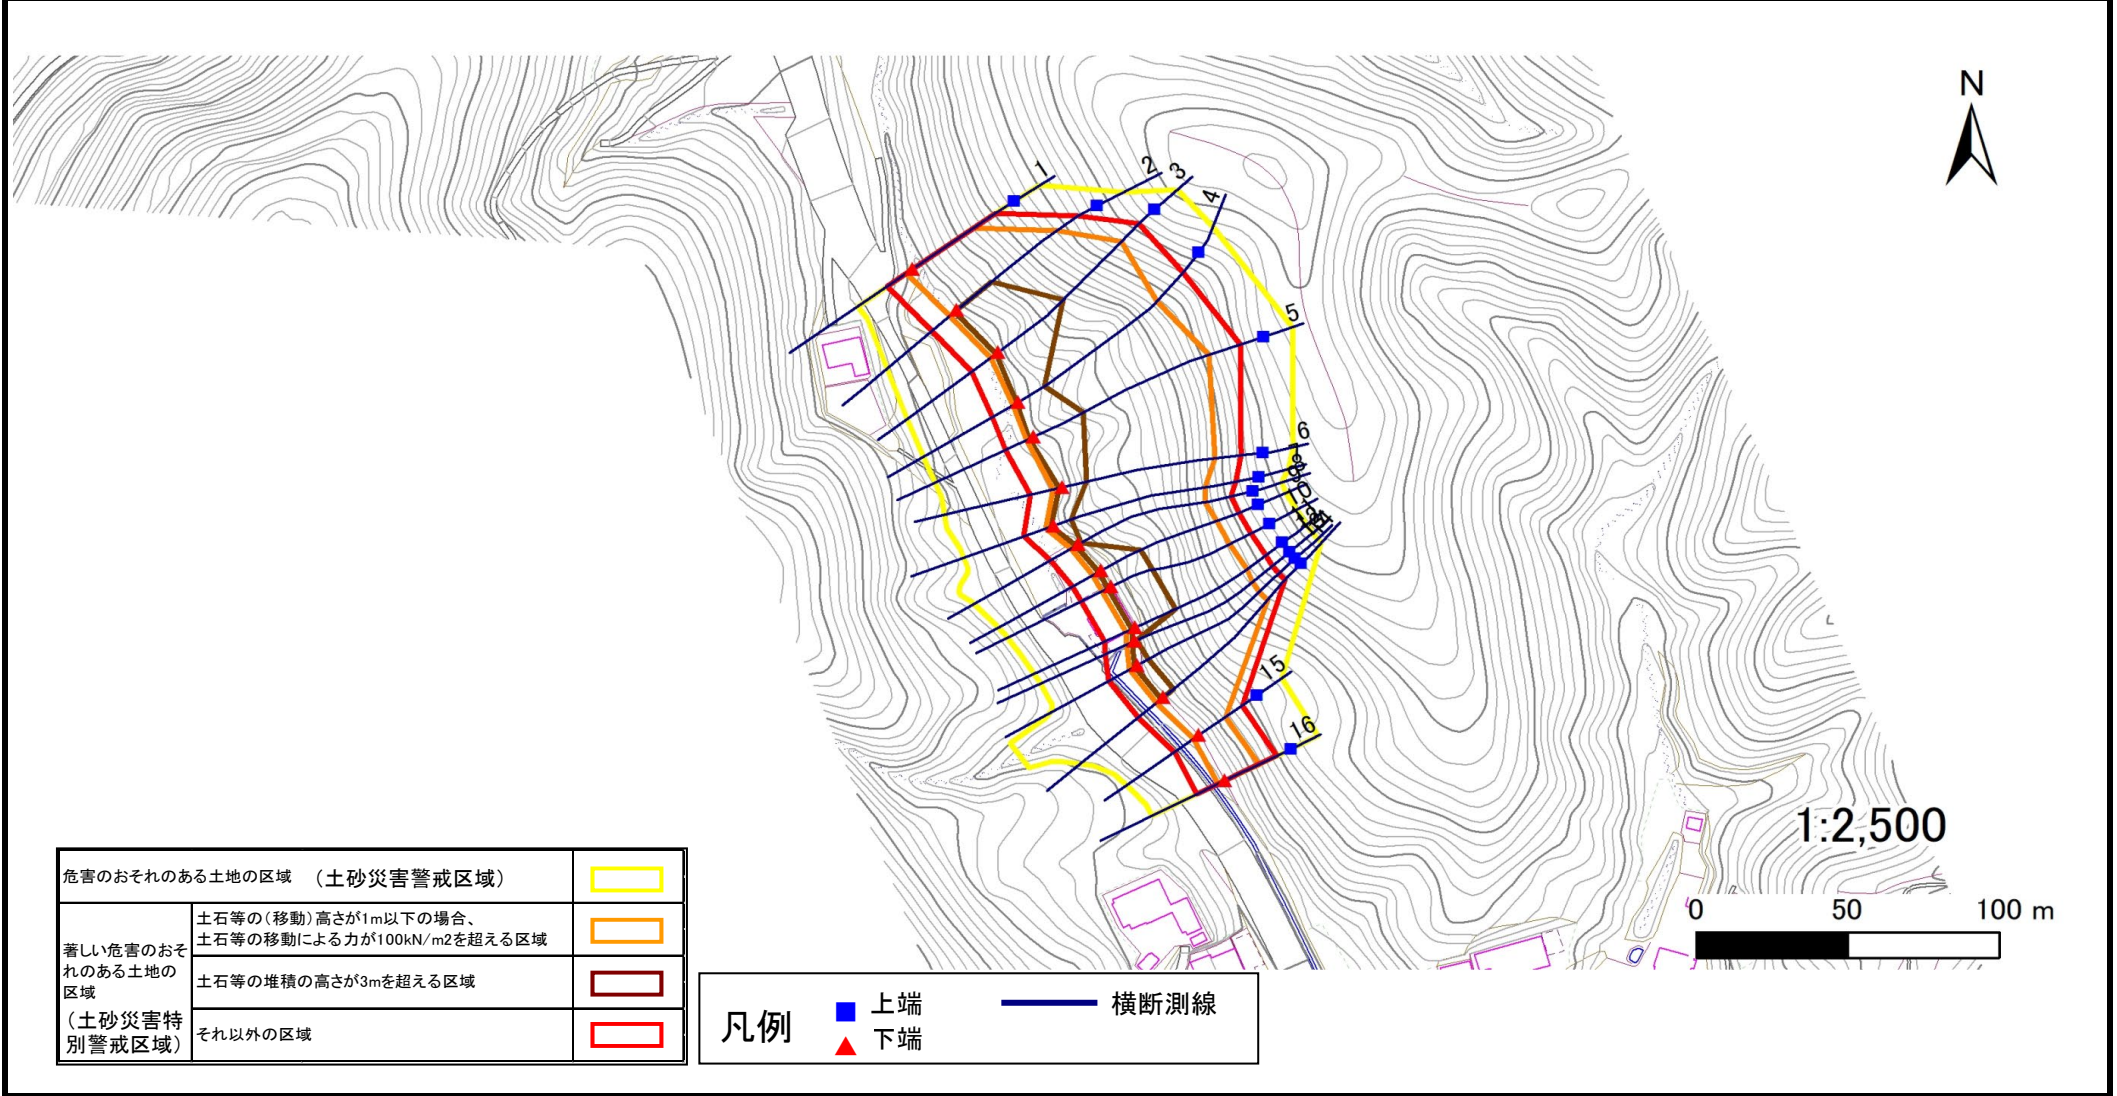 N
1
2
3
4
5
6
15
16
1:2,500
0 50 100 m
危害のおそれのある土地の区域 （土砂災害警戒区域）
著しい危害のおそ
れのある土地の
区域
（土砂災害特
別警戒区域）
土石等の（移動）高さが1m以下の場合、
土石等の移動による力が100kN/m2を超える区域
土石等の堆積の高さが3mを超える区域
それ以外の区域
凡例
上端
下端
横断測線